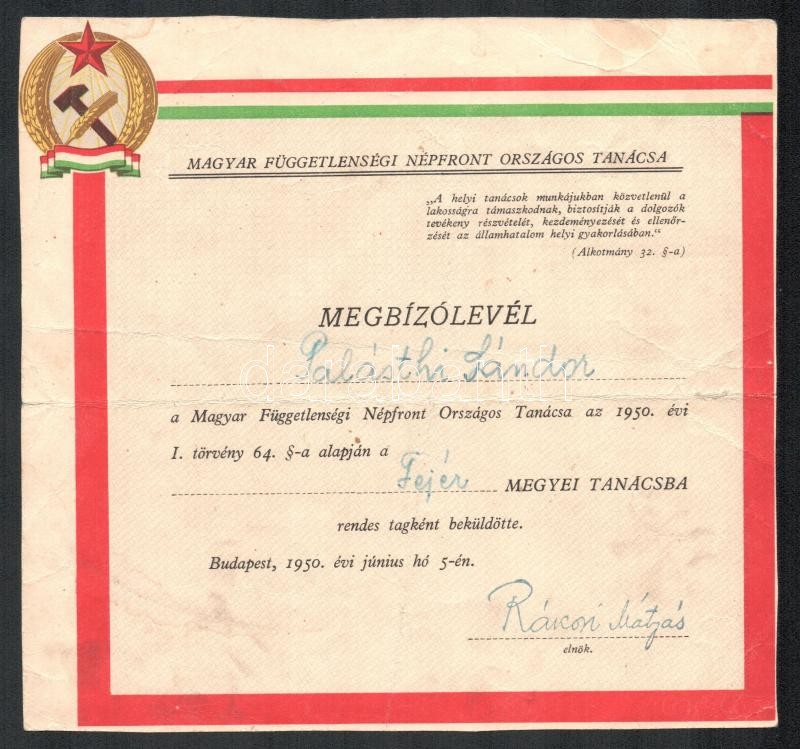 MAGYAR FÜGGETLENSÉGI NÉPFRONT ORSZÁGOS TANÁCSA
„A helyi tanácsok munkájukban közvetlenül a
lakosságra támaszkodnak, biztosítják a dolgozók
tevékeny részvételét, kezdeményezését és ellenőr-
zését az államhatalom helyi gyakorlásában.“
(Alkotmány 32. §-a)
MEGBÍZÓLEVÉL
Palásthi Sándor
a Magyar Függetlenségi Népfront Országos Tanácsa az 1950. évi
I. törvény 64. §-a alapján a
Fejér MEGYEI TANÁCSBA
rendes tagként beküldötte.
Budapest, 1950. évi június hó 5-én.
Rákosi Mátyás
elnök.